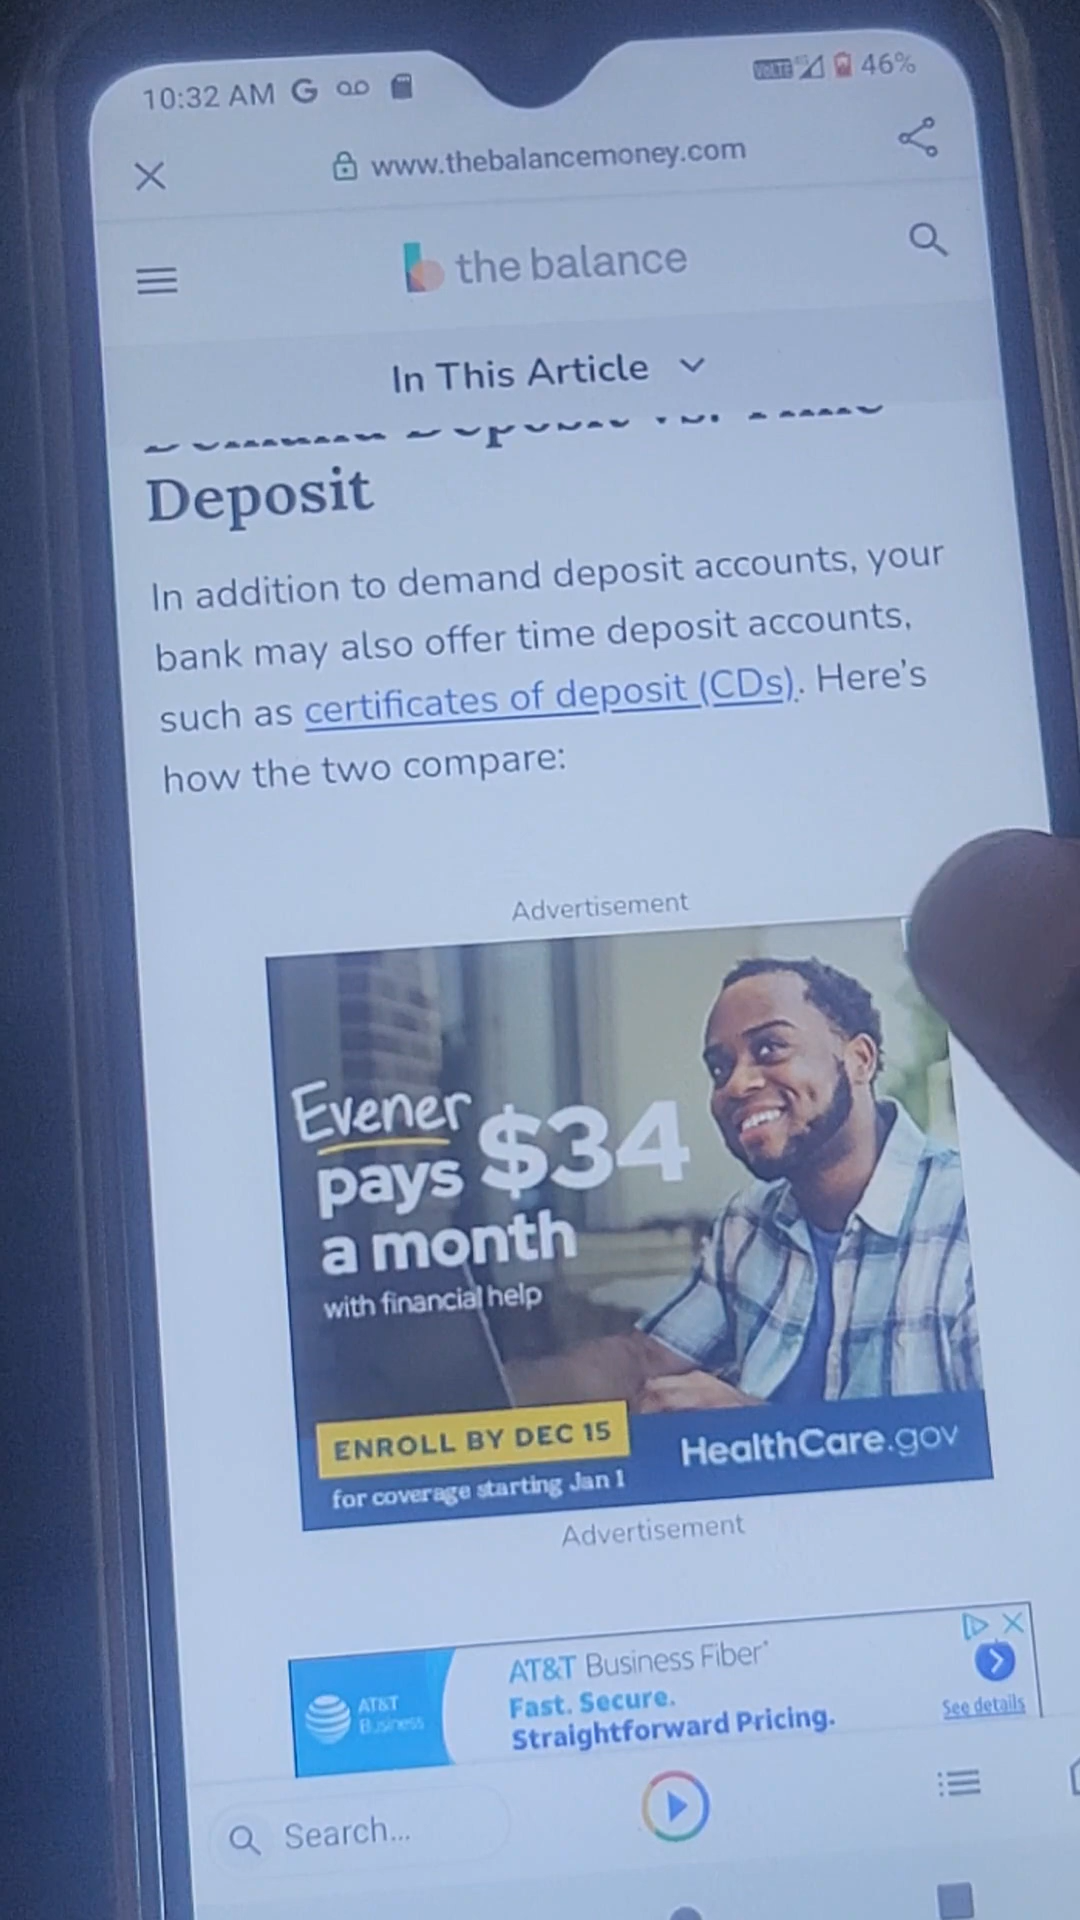 10:32 AM G
VoLTE 46%
www.thebalancemoney.com
the balance
In This Article
Deposit
In addition to demand deposit accounts, your
bank may also offer time deposit accounts,
such as certificates of deposit (CDs). Here's
how the two compare:
Advertisement
Evener
pays $34
a month
with financial help
ENROLL BY DEC 15
for coverage starting Jan 1
HealthCare.gov
Advertisement
AT&T
Business
AT&T Business Fiber
Fast. Secure.
Straightforward Pricing.
See details
Search...